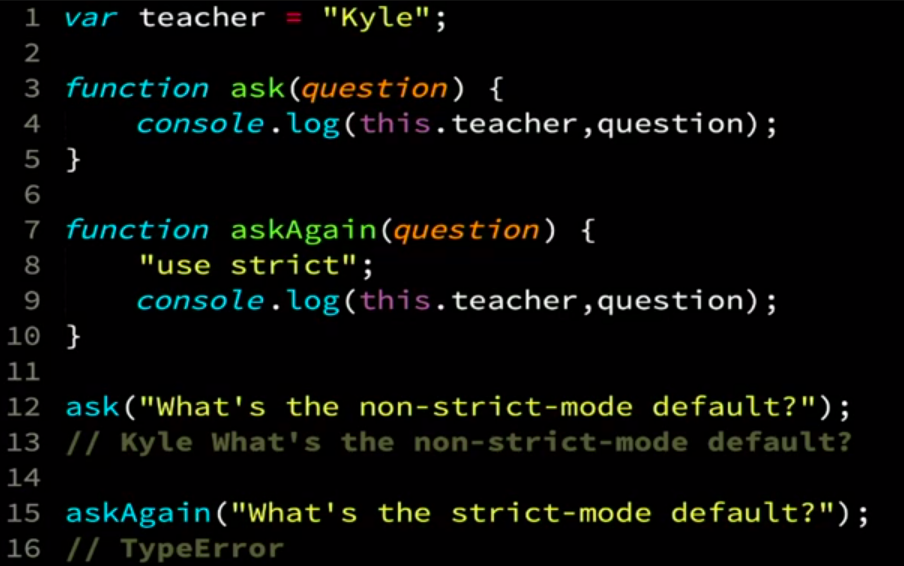 1 var teacher = "Kyle";
2
3 function ask(question) {
4     console.log(this.teacher,question);
5 }
6
7 function askAgain(question) {
8     "use strict";
9     console.log(this.teacher,question);
10 }
11
12 ask("What's the non-strict-mode default?");
13 // Kyle What's the non-strict-mode default?
14
15 askAgain("What's the strict-mode default?");
16 // TypeError